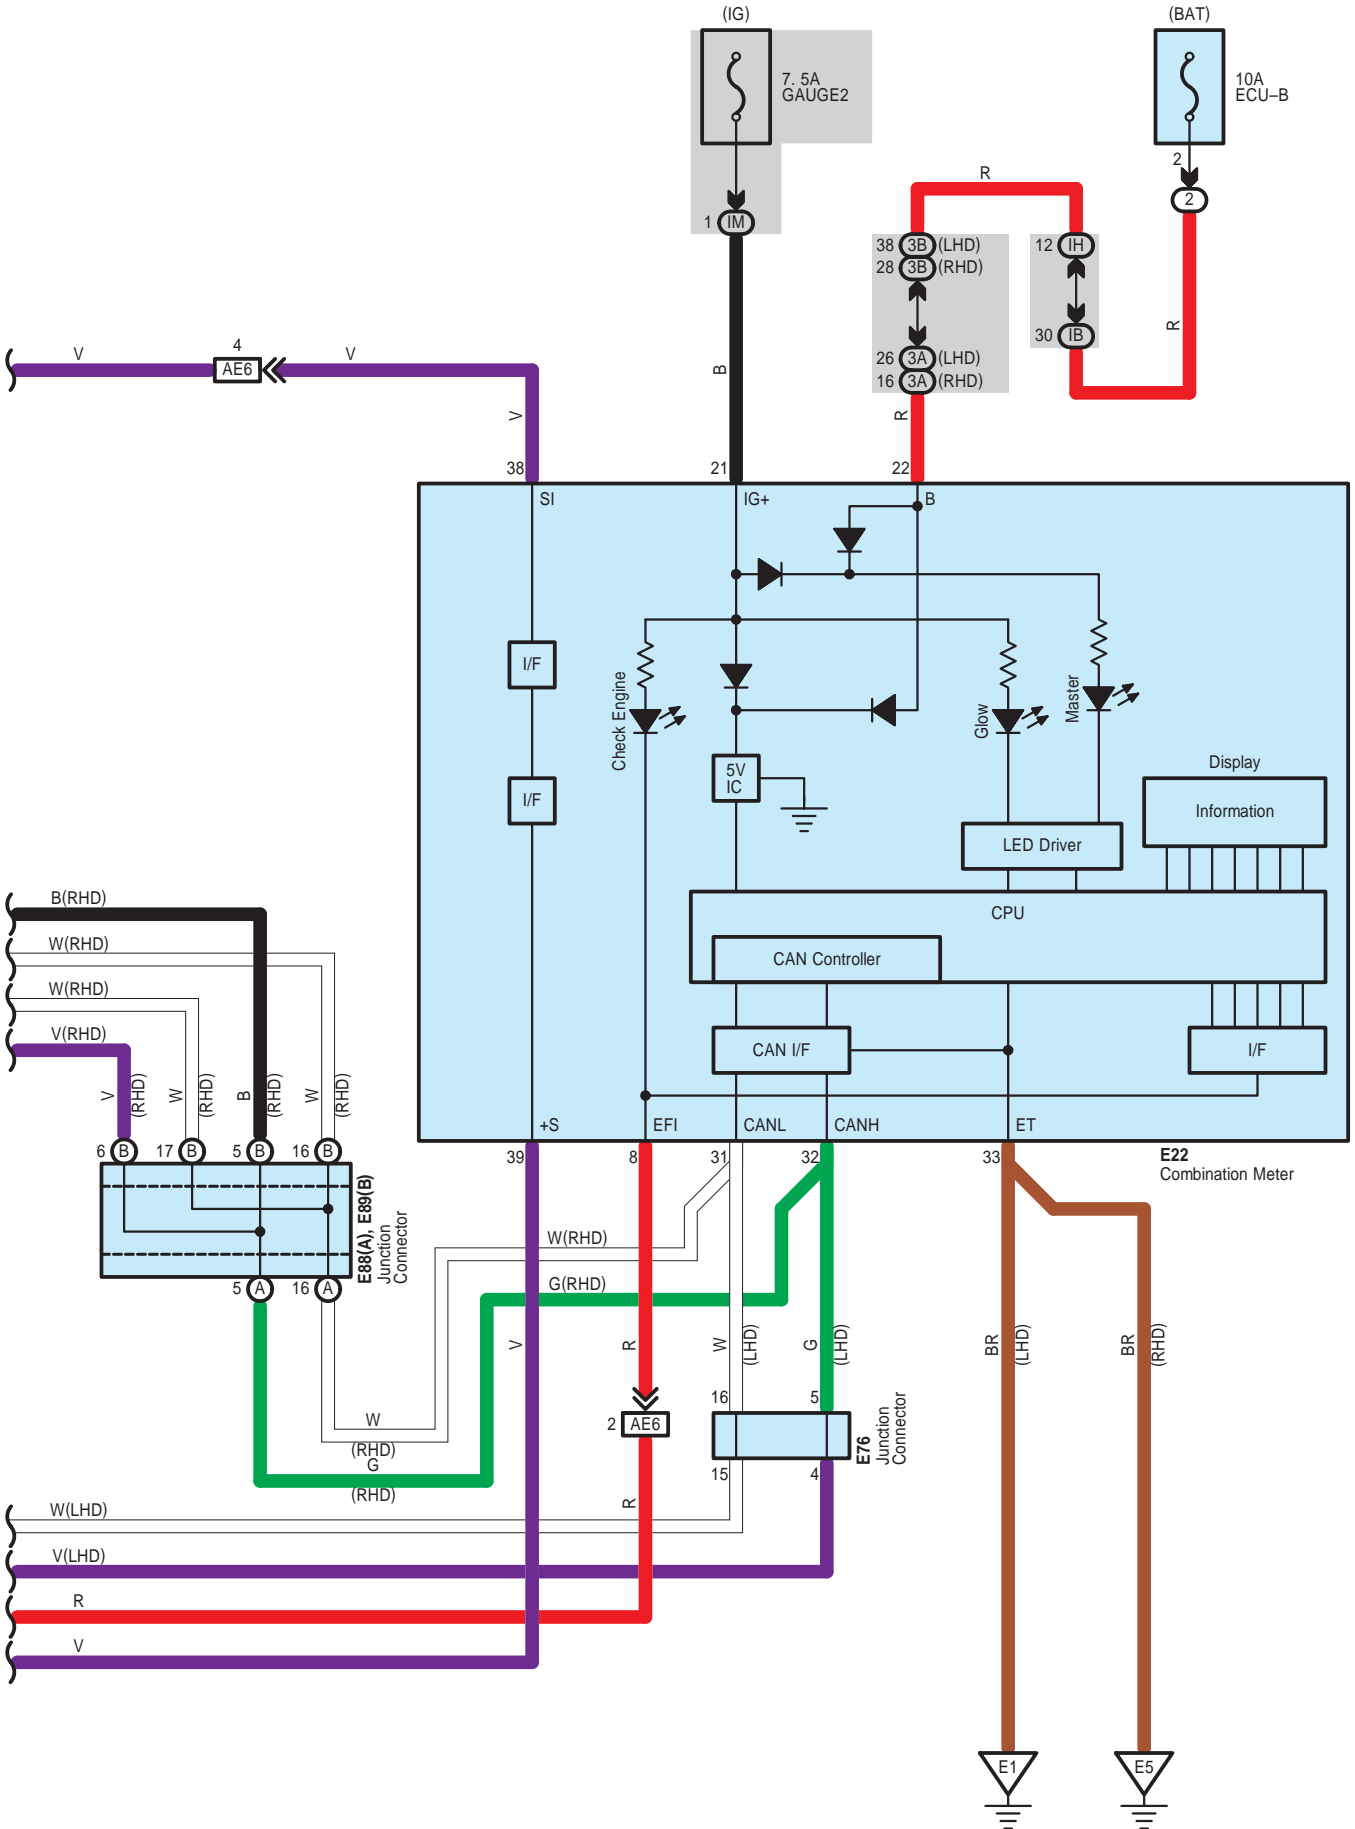 (IG)
(BAT)
7. 5A
GAUGE2
10A
ECU–B
2
2
1 IM
R
38 3B (LHD)
28 3B (RHD)
12 IH
30 IB
26 3A (LHD)
16 3A (RHD)
R
B
R
V
4
AE6
V
V
38
21
22
SI
IG+
B
I/F
I/F
Check Engine
Glow
Master
5V
IC
Display
Information
LED Driver
CPU
CAN Controller
CAN I/F
I/F
+S
EFI
CANL
CANH
ET
39
8
31
32
33
E22
Combination Meter
B(RHD)
W(RHD)
W(RHD)
V(RHD)
V
(RHD)
W
(RHD)
B
(RHD)
W
(RHD)
6 B
17 B
5 B
16 B
E88(A), E89(B)
Junction
Connector
5 A
16 A
W(RHD)
G(RHD)
V
R
W
(LHD)
G
(LHD)
BR
(LHD)
BR
(RHD)
16
5
2 AE6
E76
Junction
Connector
15
4
W
(RHD)
G
(RHD)
R
W(LHD)
V(LHD)
R
V
E1
E5